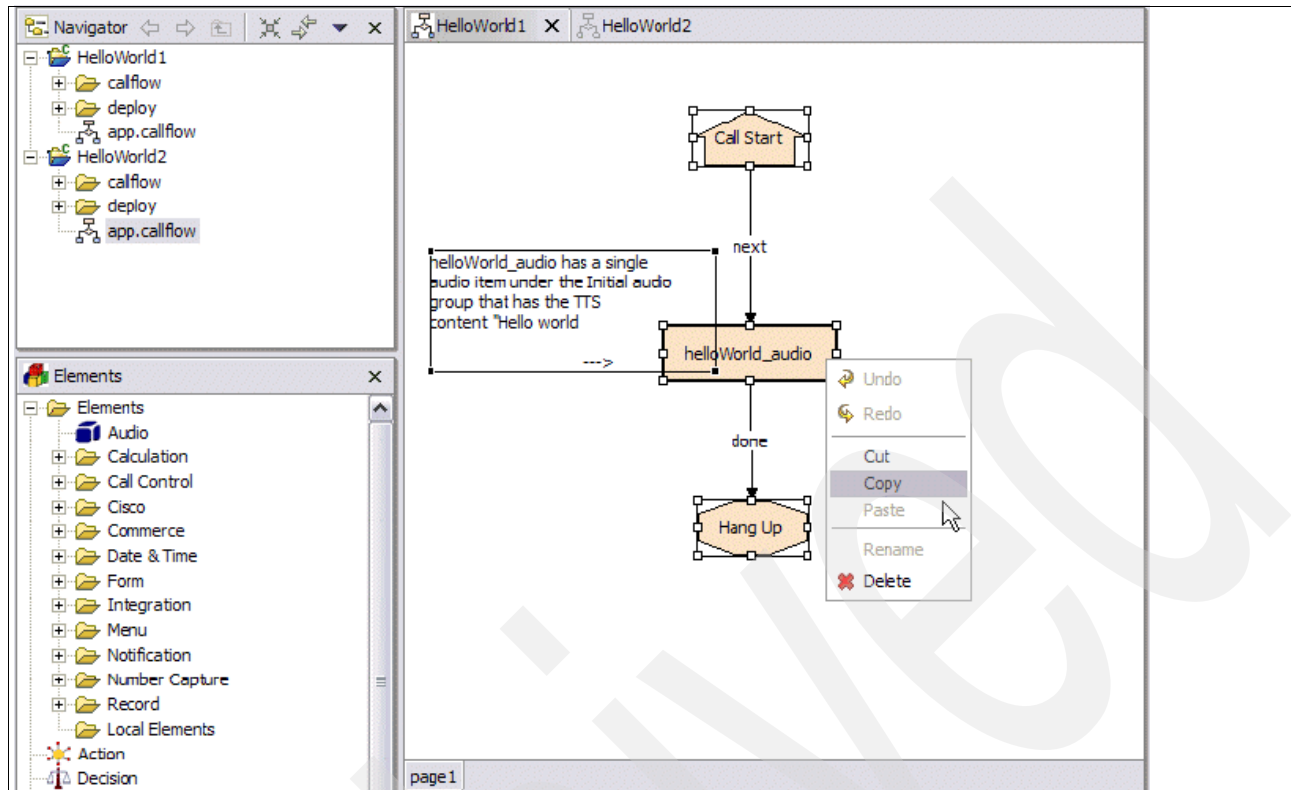 Navigator
HelloWorld1
callflow
deploy
app.callflow
HelloWorld2
callflow
deploy
app.callflow
Elements
Elements
Audio
Calculation
Call Control
Cisco
Commerce
Date & Time
Form
Integration
Menu
Notification
Number Capture
Record
Local Elements
Action
Decision
HelloWorld1
HelloWorld2
Call Start
next
helloWorld_audio has a single
audio item under the Initial audio
group that has the TTS
content "Hello world
--->
helloWorld_audio
done
Hang Up
Undo
Redo
Cut
Copy
Paste
Rename
Delete
page1